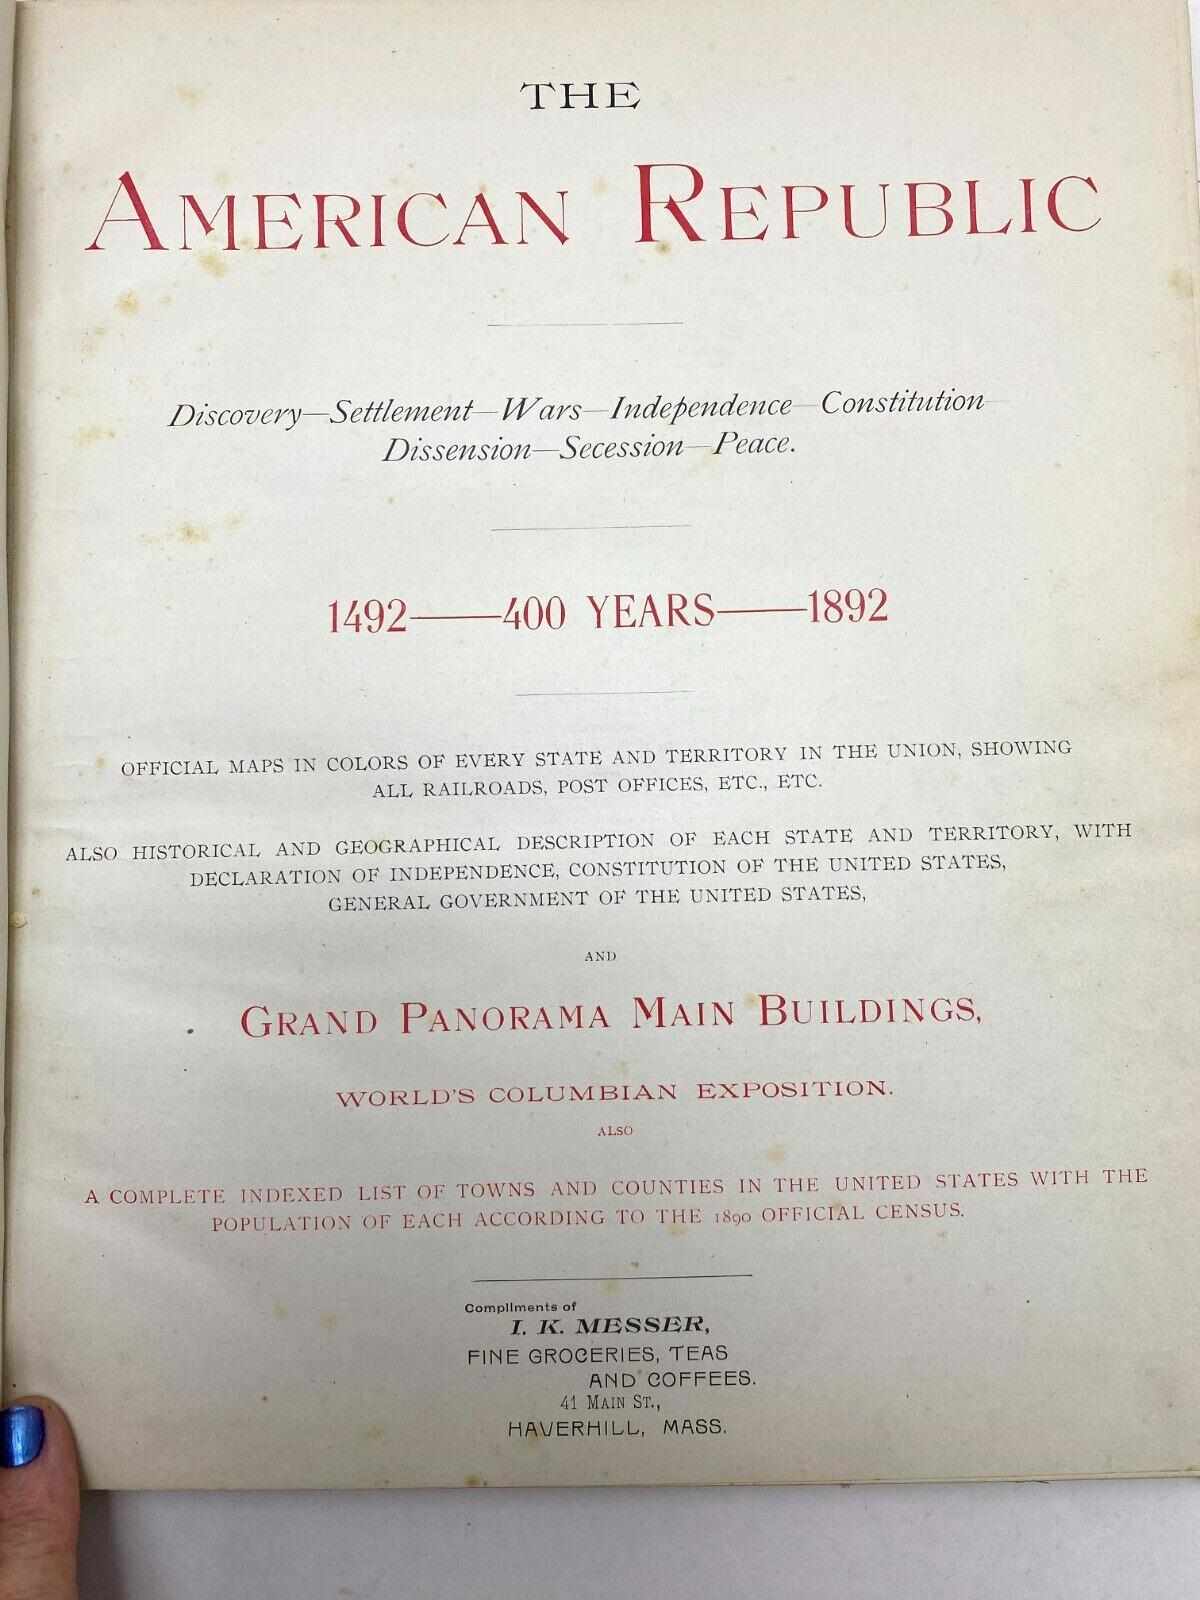 THE
AMERICAN REPUBLIC
Discovery—Settlement—Wars—Independence—Constitution—
Dissension—Secession—Peace.
1492——400 YEARS——1892
OFFICIAL MAPS IN COLORS OF EVERY STATE AND TERRITORY IN THE UNION, SHOWING
ALL RAILROADS, POST OFFICES, ETC., ETC.
ALSO HISTORICAL AND GEOGRAPHICAL DESCRIPTION OF EACH STATE AND TERRITORY, WITH
DECLARATION OF INDEPENDENCE, CONSTITUTION OF THE UNITED STATES,
GENERAL GOVERNMENT OF THE UNITED STATES,
AND
GRAND PANORAMA MAIN BUILDINGS,
WORLD'S COLUMBIAN EXPOSITION.
ALSO
A COMPLETE INDEXED LIST OF TOWNS AND COUNTIES IN THE UNITED STATES WITH THE
POPULATION OF EACH ACCORDING TO THE 1890 OFFICIAL CENSUS.
Compliments of
I. K. MESSER,
FINE GROCERIES, TEAS
AND COFFEES.
41 MAIN ST.,
HAVERHILL, MASS.